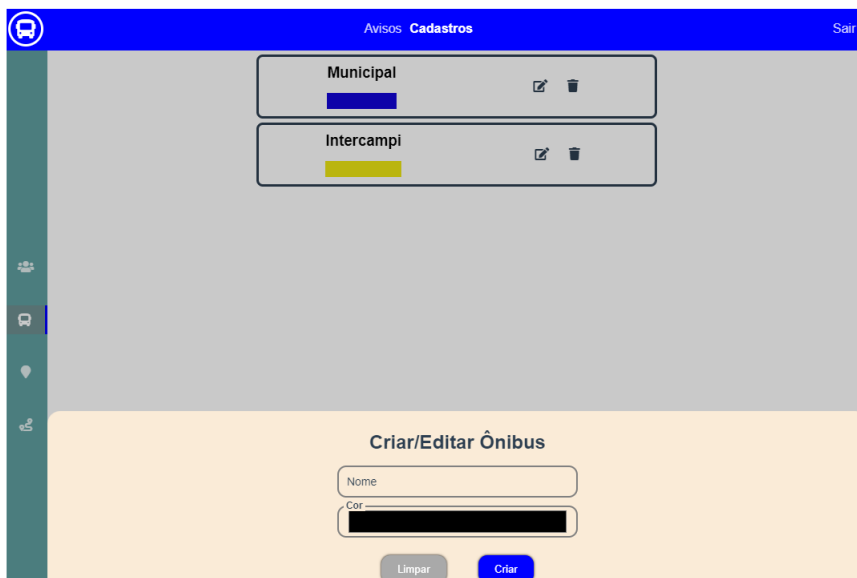 Avisos Cadastros Sair
Municipal
Intercampi
Criar/Editar Ônibus
Nome
Cor
Limpar Criar